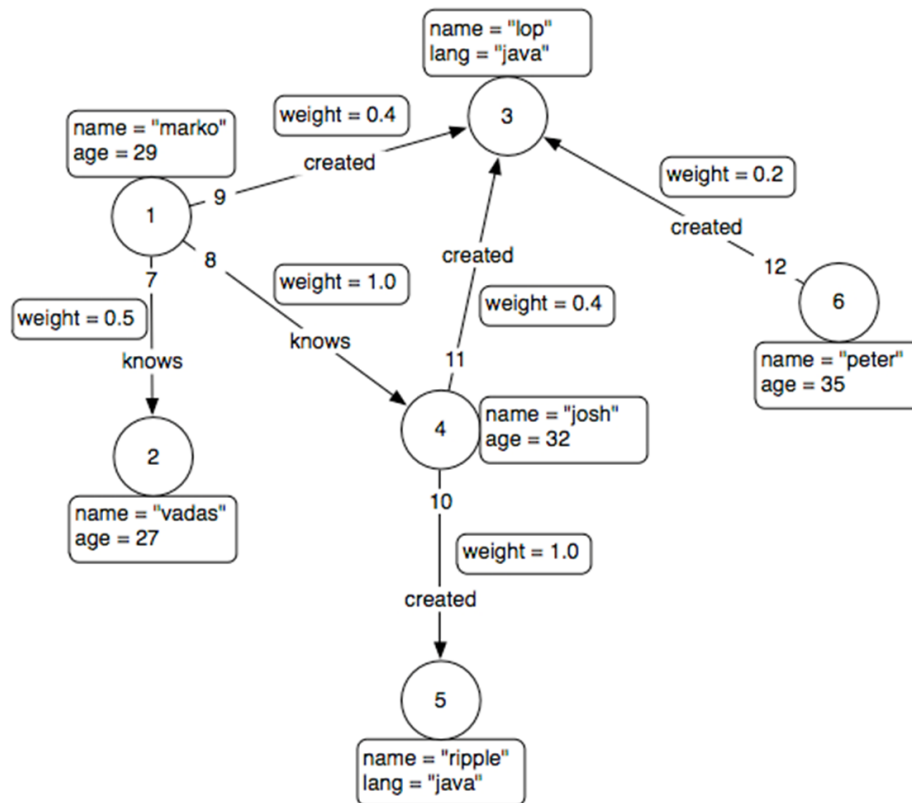 name = "lop"
lang = "java"
3
weight = 0.4
created
name = "marko"
age = 29
1
9
8
7
weight = 0.2
created
12
6
name = "peter"
age = 35
created
weight = 0.4
11
weight = 1.0
knows
weight = 0.5
knows
2
name = "vadas"
age = 27
4
name = "josh"
age = 32
10
weight = 1.0
created
5
name = "ripple"
lang = "java"